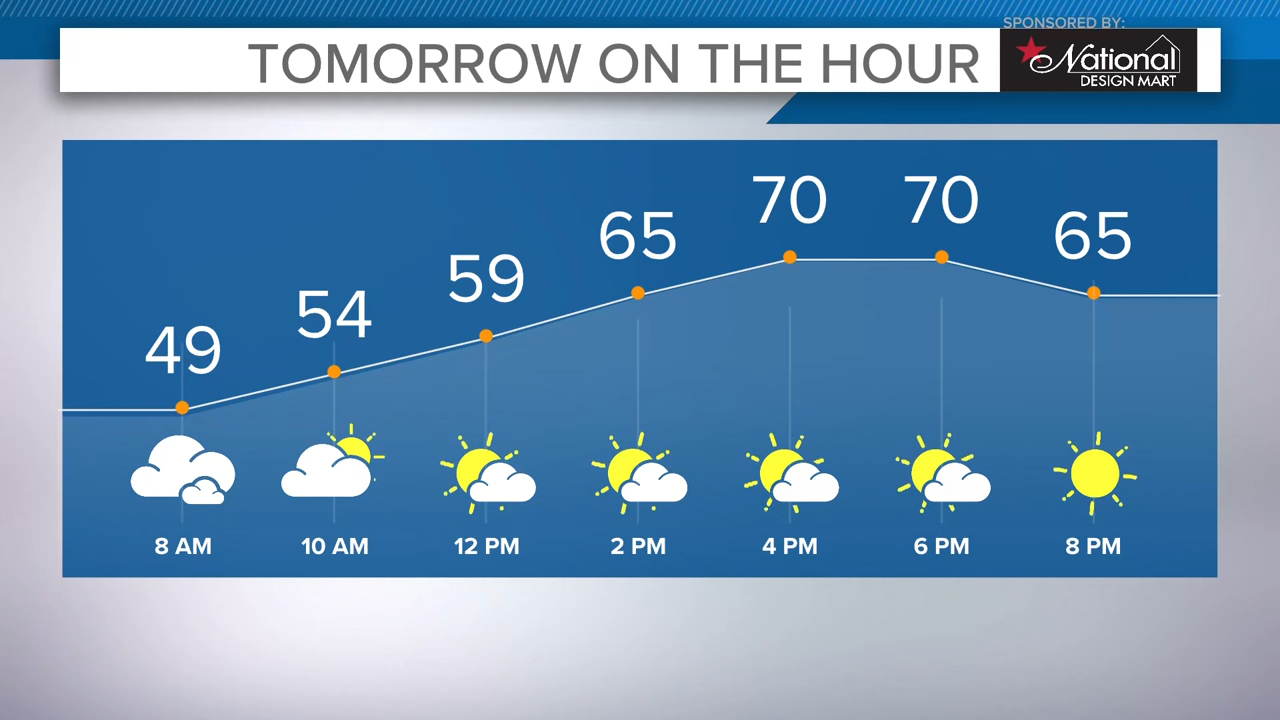 SPONSORED BY:
TOMORROW ON THE HOUR
National
DESIGN MART
49
54
59
65
70
70
65
8 AM
10 AM
12 PM
2 PM
4 PM
6 PM
8 PM